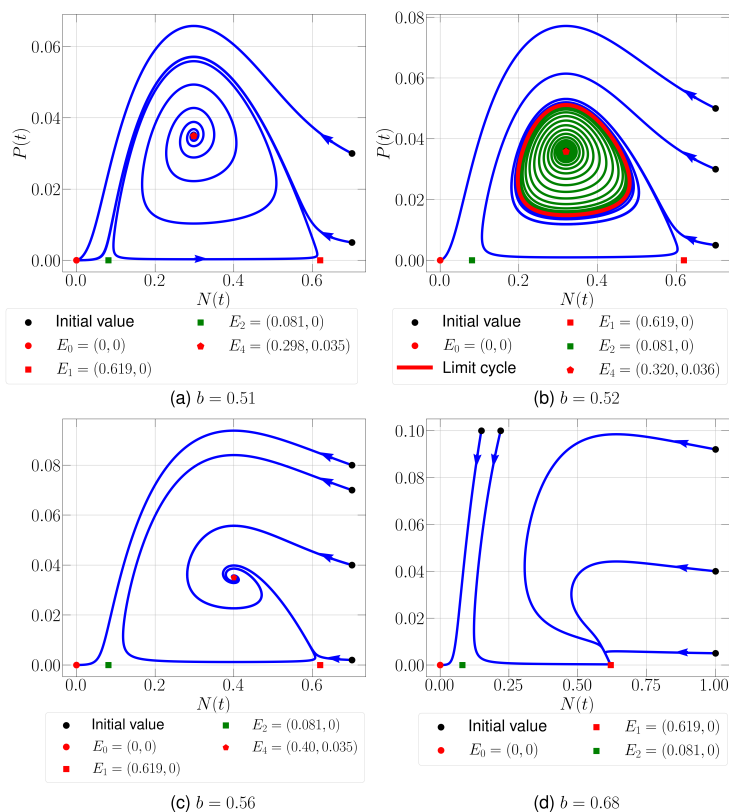 0.06
0.04
0.02
0.00
P(t)
0.0 0.2 0.4 0.6
N(t)
Initial value
E₀ = (0, 0)
E₁ = (0.619, 0)
E₂ = (0.081, 0)
E₄ = (0.298, 0.035)
(a) b = 0.51
0.08
0.06
0.04
0.02
0.00
P(t)
0.0 0.2 0.4 0.6
N(t)
Initial value
E₀ = (0, 0)
Limit cycle
E₁ = (0.619, 0)
E₂ = (0.081, 0)
E₄ = (0.320, 0.036)
(b) b = 0.52
0.08
0.06
0.04
0.02
0.00
P(t)
0.0 0.2 0.4 0.6
N(t)
Initial value
E₀ = (0, 0)
E₁ = (0.619, 0)
E₂ = (0.081, 0)
E₄ = (0.40, 0.035)
(c) b = 0.56
0.10
0.08
0.06
0.04
0.02
0.00
P(t)
0.0 0.25 0.50 0.75 1.00
N(t)
Initial value
E₀ = (0, 0)
E₁ = (0.619, 0)
E₂ = (0.081, 0)
(d) b = 0.68